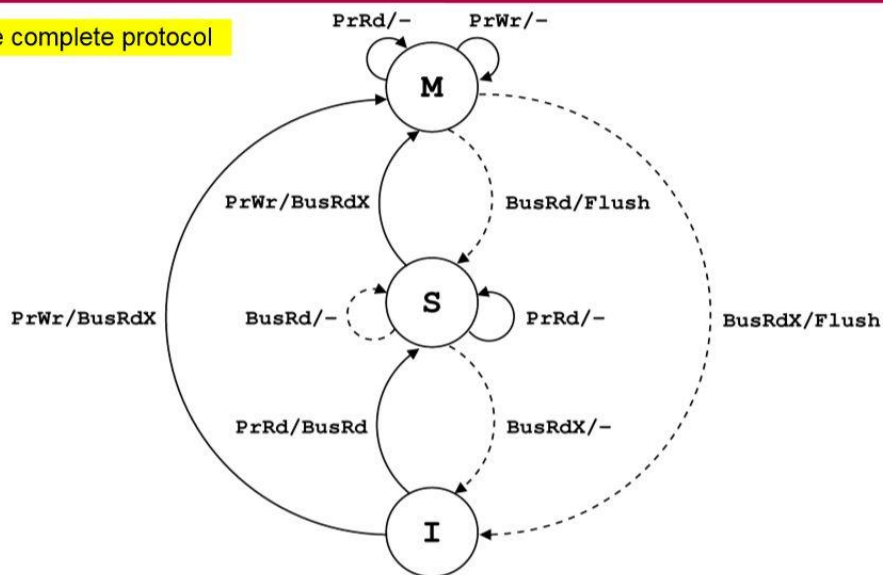 e complete protocol
PrRd/-
PrWr/-
M
PrWr/BusRdX
BusRd/Flush
PrWr/BusRdX
BusRd/-
S
PrRd/-
BusRdX/Flush
PrRd/BusRd
BusRdX/-
I